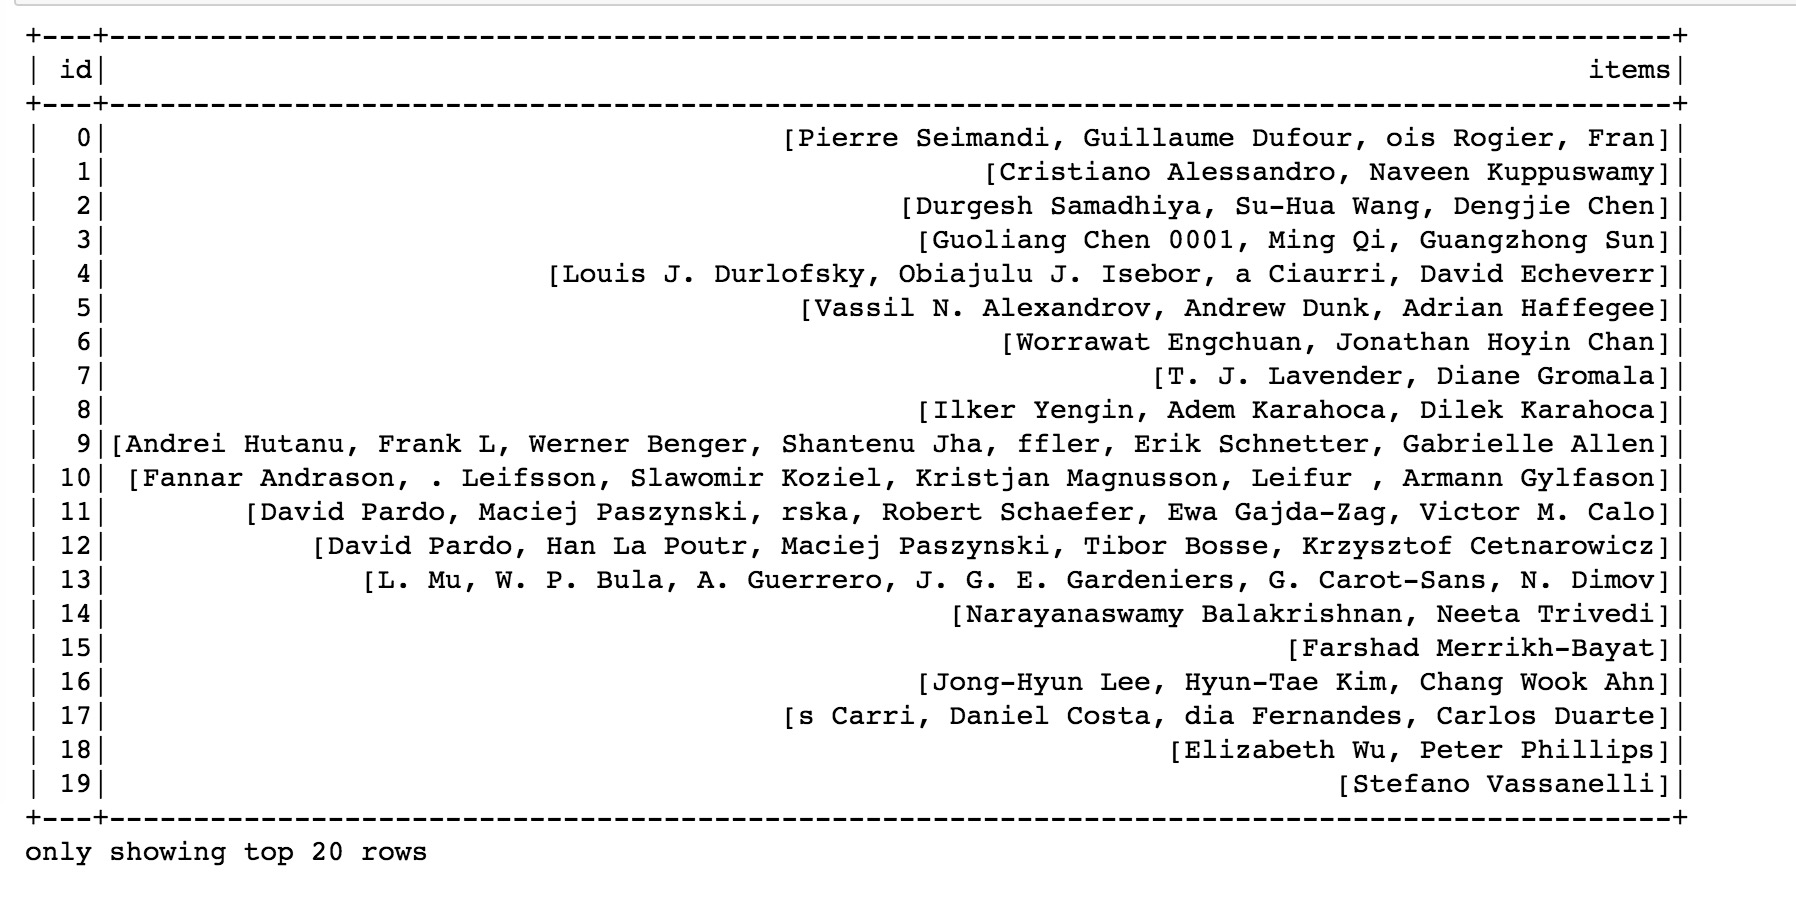 +---+---------------------------------------------------------------------------------------------+
| id|                                                                                        items|
+---+---------------------------------------------------------------------------------------------+
|  0|                                        [Pierre Seimandi, Guillaume Dufour, ois Rogier, Fran]|
|  1|                                                    [Cristiano Alessandro, Naveen Kuppuswamy]|
|  2|                                               [Durgesh Samadhiya, Su-Hua Wang, Dengjie Chen]|
|  3|                                                [Guoliang Chen 0001, Ming Qi, Guangzhong Sun]|
|  4|                          [Louis J. Durlofsky, Obiajulu J. Isebor, a Ciaurri, David Echeverr]|
|  5|                                         [Vassil N. Alexandrov, Andrew Dunk, Adrian Haffegee]|
|  6|                                                     [Worrawat Engchuan, Jonathan Hoyin Chan]|
|  7|                                                              [T. J. Lavender, Diane Gromala]|
|  8|                                                [Ilker Yengin, Adem Karahoca, Dilek Karahoca]|
|  9|[Andrei Hutanu, Frank L, Werner Benger, Shantenu Jha, ffler, Erik Schnetter, Gabrielle Allen]|
| 10| [Fannar Andrason, . Leifsson, Slawomir Koziel, Kristjan Magnusson, Leifur , Armann Gylfason]|
| 11|        [David Pardo, Maciej Paszynski, rska, Robert Schaefer, Ewa Gajda-Zag, Victor M. Calo]|
| 12|            [David Pardo, Han La Poutr, Maciej Paszynski, Tibor Bosse, Krzysztof Cetnarowicz]|
| 13|               [L. Mu, W. P. Bula, A. Guerrero, J. G. E. Gardeniers, G. Carot-Sans, N. Dimov]|
| 14|                                                  [Narayanaswamy Balakrishnan, Neeta Trivedi]|
| 15|                                                                      [Farshad Merrikh-Bayat]|
| 16|                                                [Jong-Hyun Lee, Hyun-Tae Kim, Chang Wook Ahn]|
| 17|                                        [s Carri, Daniel Costa, dia Fernandes, Carlos Duarte]|
| 18|                                                               [Elizabeth Wu, Peter Phillips]|
| 19|                                                                         [Stefano Vassanelli]|
+---+---------------------------------------------------------------------------------------------+
only showing top 20 rows